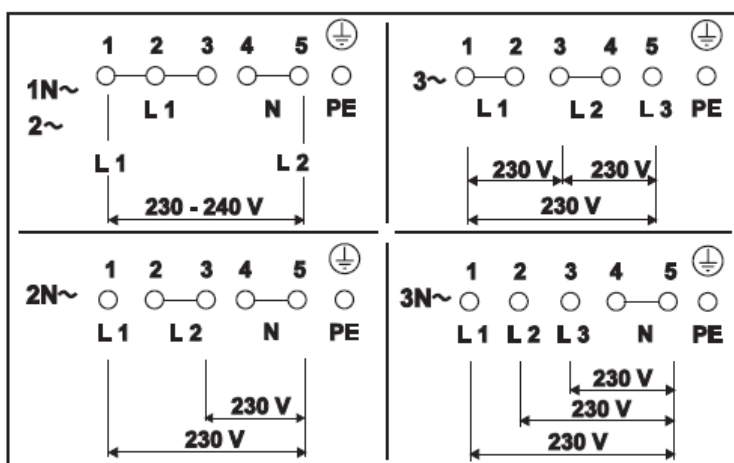 1 2 3 4 5
1N~
2~
L 1 N PE
L 1 L 2
230 - 240 V
1 2 3 4 5
3~
L 1 L 2 L 3 PE
230 V 230 V
230 V
1 2 3 4 5
2N~
L 1 L 2 N PE
230 V
230 V
1 2 3 4 5
3N~
L 1 L 2 L 3 N PE
230 V
230 V
230 V